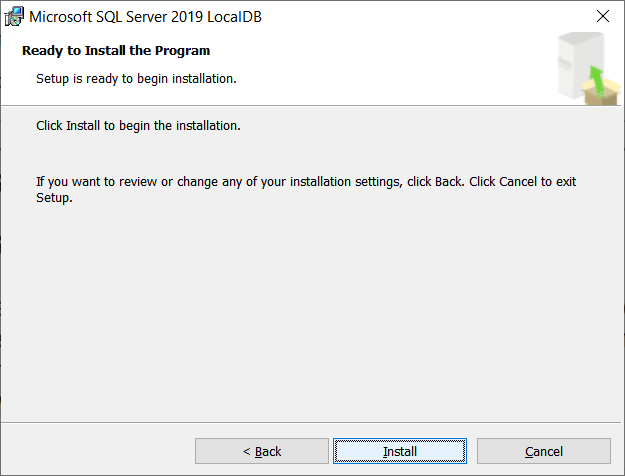 Microsoft SQL Server 2019 LocalDB
Ready to Install the Program
Setup is ready to begin installation.
Click Install to begin the installation.
If you want to review or change any of your installation settings, click Back. Click Cancel to exit
Setup.
< Back
Install
Cancel